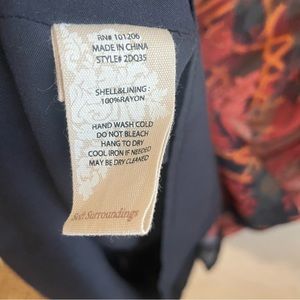 RN# 101206
MADE IN CHINA
STYLE# 2DQ35
SHELL&LINING:
100%RAYON
HAND WASH COLD
DO NOT BLEACH
HANG TO DRY
COOL IRON IF NEEDED
MAY BE DRY CLEANED
Soft Surroundings